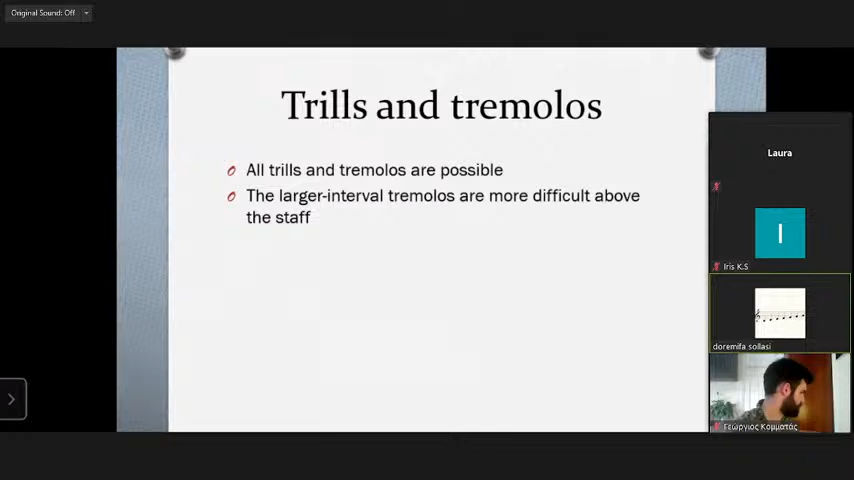 Original Sound: Off
Trills and tremolos
All trills and tremolos are possible
The larger-interval tremolos are more difficult above
the staff
Laura
I
Iris K.S
doremifa sollasi
Γεώργιος Κομματάς